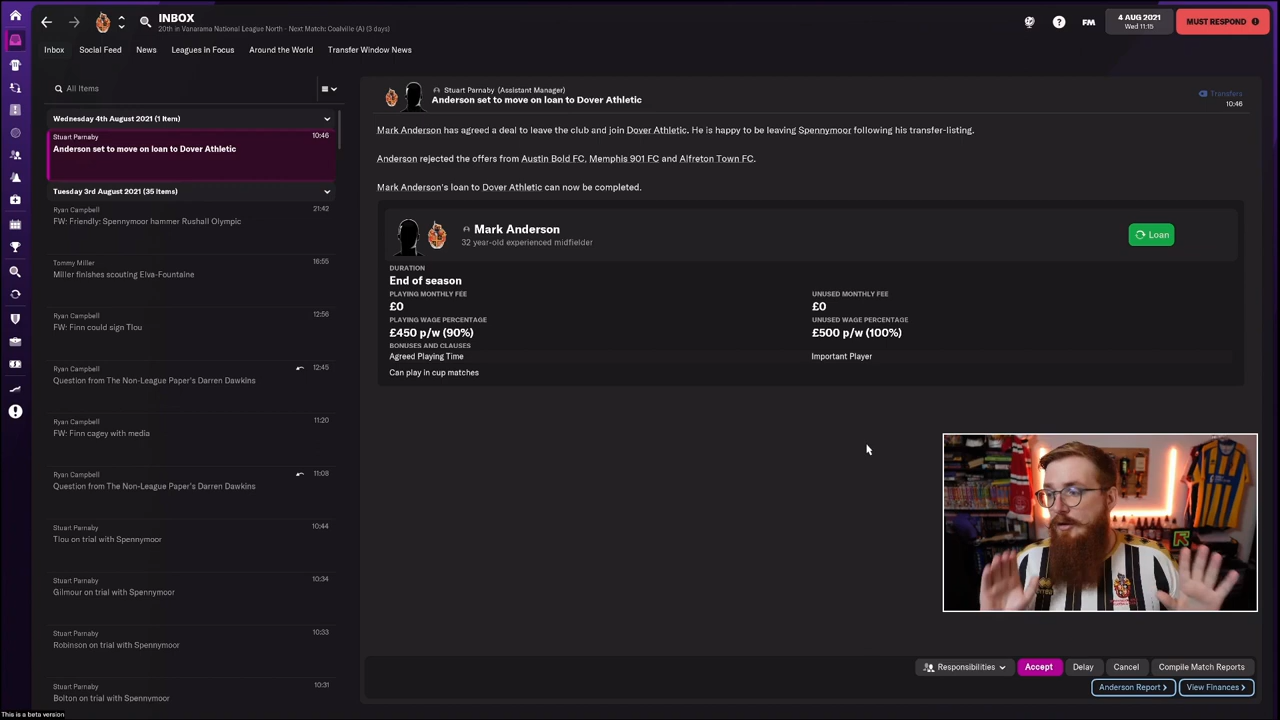 INBOX
20th in Vanarama National League North - Next Match: Coalville (A) (3 days)
FM
4 AUG 2021
Wed 11:15
MUST RESPOND
Inbox
Social Feed
News
Leagues in Focus
Around the World
Transfer Window News
All Items
Wednesday 4th August 2021 (1 Item)
Stuart Parnaby
10:46
Anderson set to move on loan to Dover Athletic
Tuesday 3rd August 2021 (35 Items)
Ryan Campbell
21:42
FW: Friendly: Spennymoor hammer Rushall Olympic
Tommy Miller
16:55
Miller finishes scouting Elva-Fountaine
Ryan Campbell
12:56
FW: Finn could sign Tlou
Ryan Campbell
12:45
Question from The Non-League Paper's Darren Dawkins
Ryan Campbell
11:20
FW: Finn cagey with media
Ryan Campbell
11:08
Question from The Non-League Paper's Darren Dawkins
Stuart Parnaby
10:44
Tlou on trial with Spennymoor
Stuart Parnaby
10:34
Gilmour on trial with Spennymoor
Stuart Parnaby
10:33
Robinson on trial with Spennymoor
Stuart Parnaby
10:31
Bolton on trial with Spennymoor
This is a beta version
Stuart Parnaby (Assistant Manager)
Anderson set to move on loan to Dover Athletic
Transfers
10:46
Mark Anderson has agreed a deal to leave the club and join Dover Athletic. He is happy to be leaving Spennymoor following his transfer-listing.
Anderson rejected the offers from Austin Bold FC, Memphis 901 FC and Alfreton Town FC.
Mark Anderson's loan to Dover Athletic can now be completed.
Mark Anderson
32 year-old experienced midfielder
Loan
DURATION
End of season
PLAYING MONTHLY FEE
UNUSED MONTHLY FEE
£0
£0
PLAYING WAGE PERCENTAGE
UNUSED WAGE PERCENTAGE
£450 p/w (90%)
£500 p/w (100%)
BONUSES AND CLAUSES
Agreed Playing Time
Important Player
Can play in cup matches
Responsibilities
Accept
Delay
Cancel
Compile Match Reports
Anderson Report
View Finances